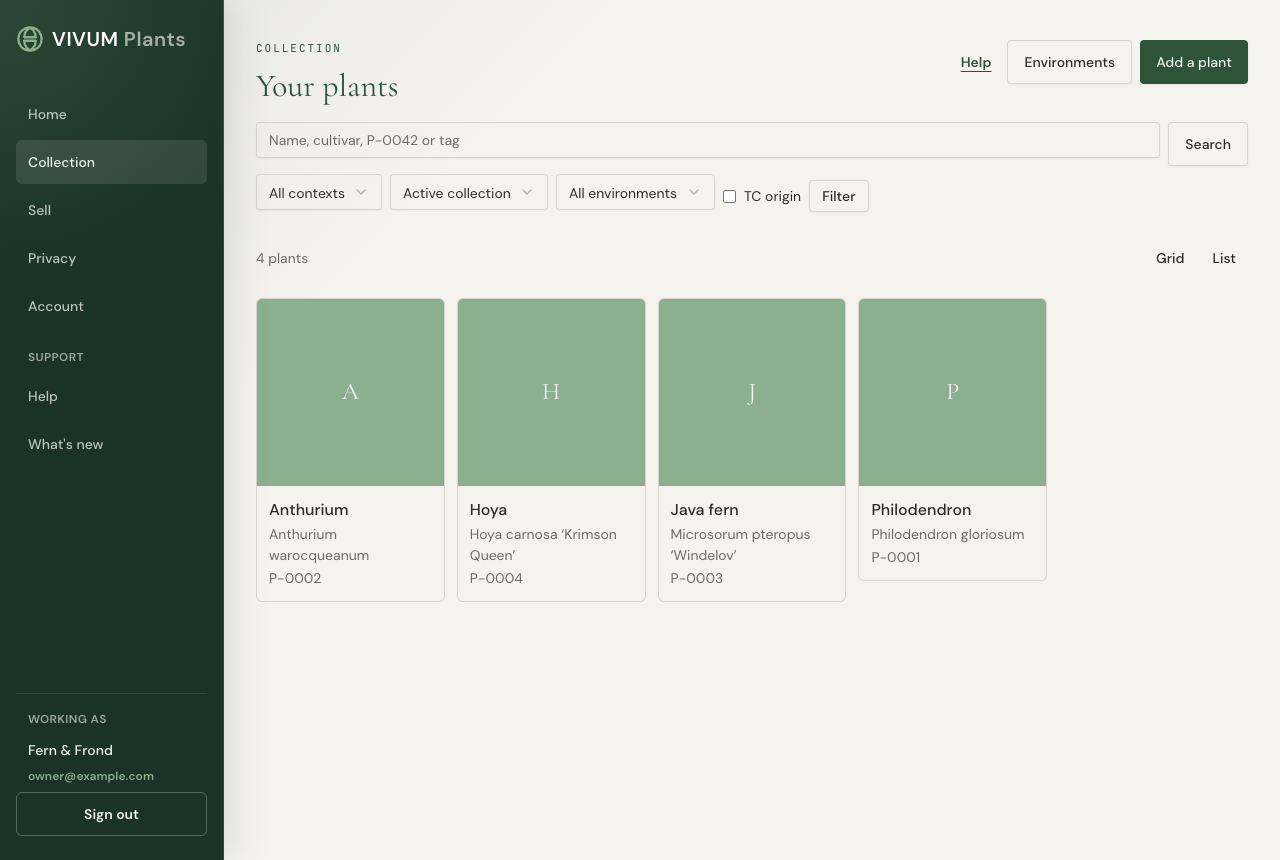 VIVUM Plants
Home
Collection
Sell
Privacy
Account
SUPPORT
Help
What's new
WORKING AS
Fern & Frond
owner@example.com
Sign out
COLLECTION
Your plants
Help
Environments
Add a plant
Name, cultivar, P-0042 or tag
Search
All contexts
Active collection
All environments
TC origin
Filter
4 plants
Grid
List
A
Anthurium
Anthurium
warocqueanum
P-0002
H
Hoya
Hoya carnosa ‘Krimson
Queen’
P-0004
J
Java fern
Microsorum pteropus
‘Windelov’
P-0003
P
Philodendron
Philodendron gloriosum
P-0001